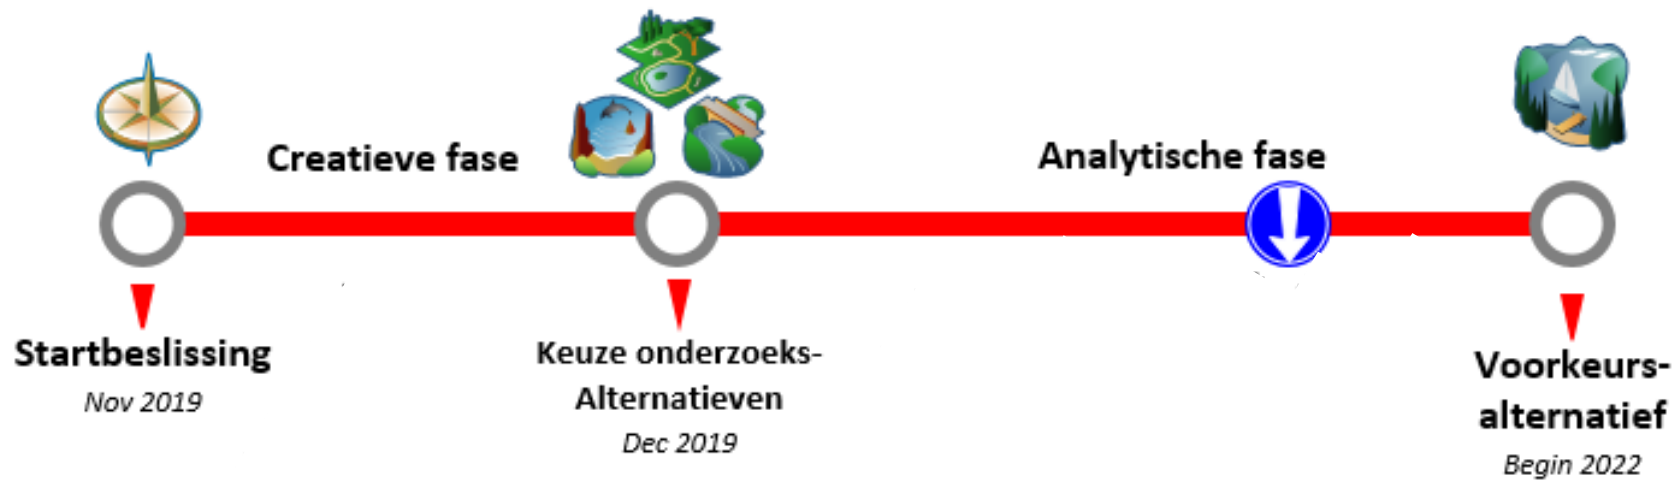 Creatieve fase
Analytische fase
Startbeslissing
Nov 2019
Keuze onderzoeks-
Alternatieven
Dec 2019
Voorkeurs-
alternatief
Begin 2022